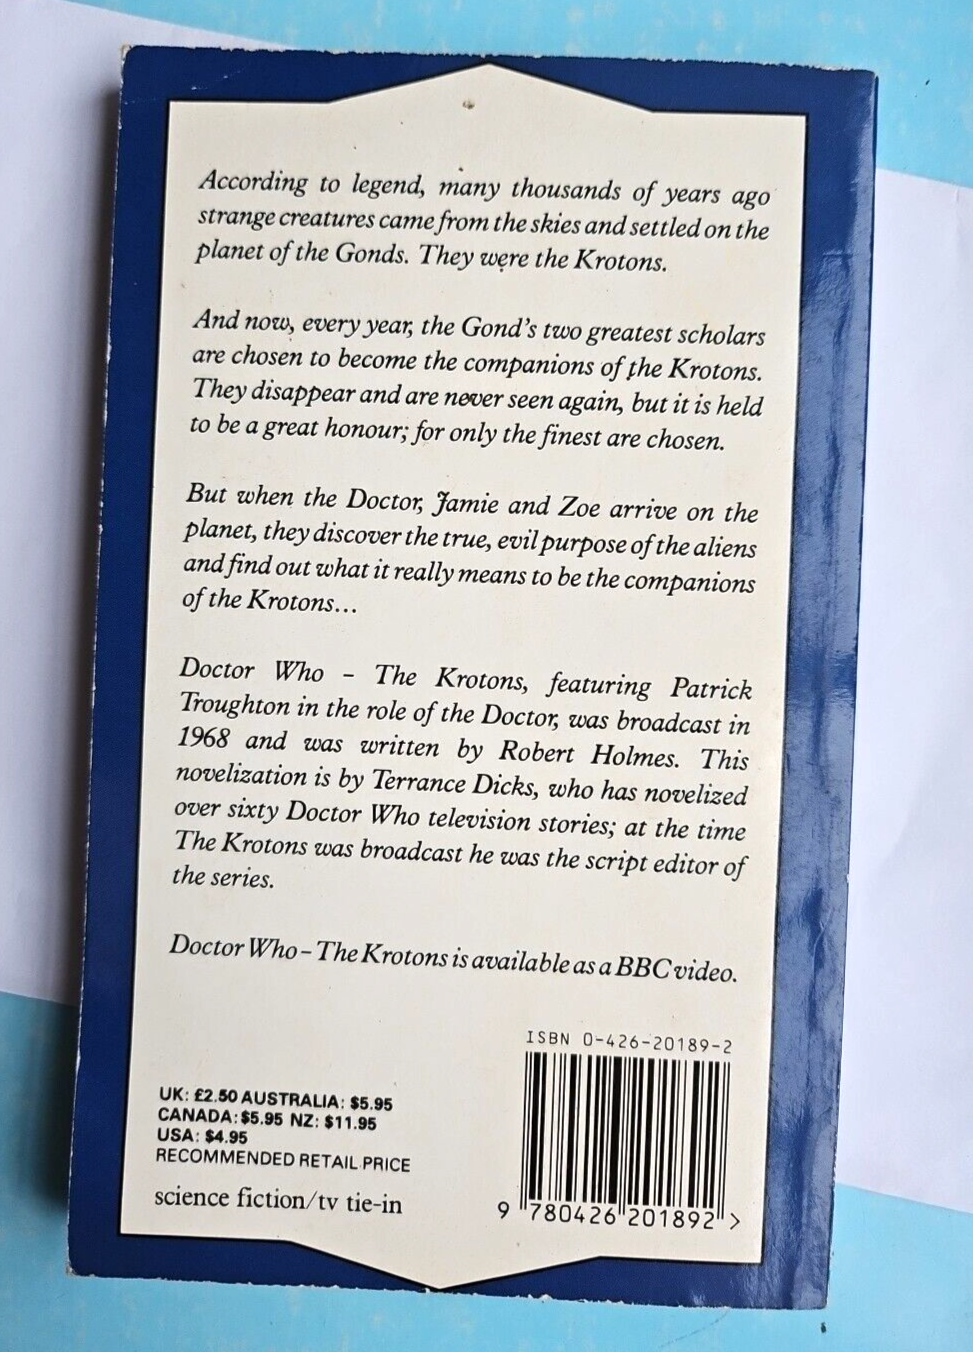 According to legend, many thousands of years ago
strange creatures came from the skies and settled on the
planet of the Gonds. They were the Krotons.
And now, every year, the Gond's two greatest scholars
are chosen to become the companions of the Krotons.
They disappear and are never seen again, but it is held
to be a great honour; for only the finest are chosen.
But when the Doctor, Jamie and Zoe arrive on the
planet, they discover the true, evil purpose of the aliens
and find out what it really means to be the companions
of the Krotons...
Doctor Who – The Krotons, featuring Patrick
Troughton in the role of the Doctor, was broadcast in
1968 and was written by Robert Holmes. This
novelization is by Terrance Dicks, who has novelized
over sixty Doctor Who television stories; at the time
The Krotons was broadcast he was the script editor of
the series.
Doctor Who – The Krotons is available as a BBC video.
ISBN 0-426-20189-2
UK: £2.50 AUSTRALIA: $5.95
CANADA: $5.95 NZ: $11.95
USA: $4.95
RECOMMENDED RETAIL PRICE
science fiction/tv tie-in
9 780426 201892 >